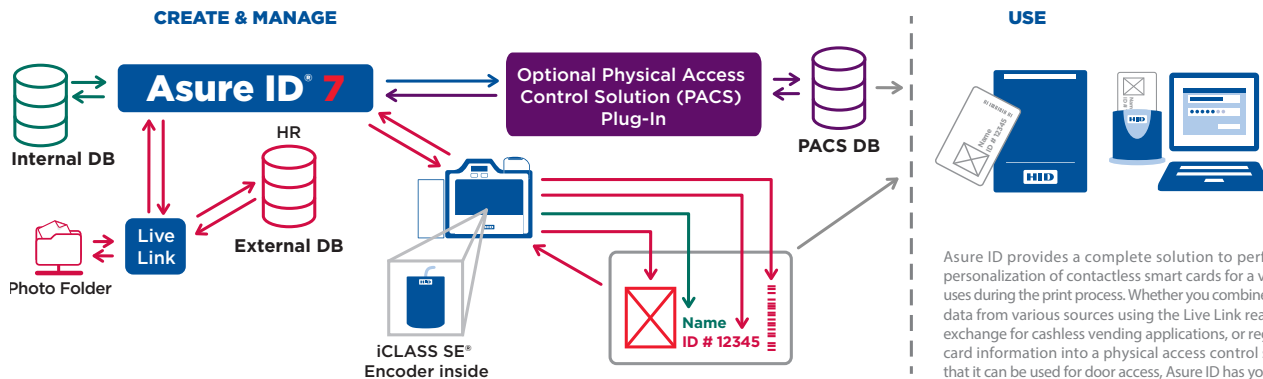 CREATE & MANAGE
USE
Asure ID® 7
Optional Physical Access
Control Solution (PACS)
Plug-In
Internal DB
HR
PACS DB
External DB
Live
Link
Photo Folder
HID
iCLASS SE®
Encoder inside
Name
ID # 12345
Name
ID # 12345
HID
Name
ID # 12345
HID
Asure ID provides a complete solution to perf
personalization of contactless smart cards for a v
uses during the print process. Whether you combine
data from various sources using the Live Link rea
exchange for cashless vending applications, or reg
card information into a physical access control s
that it can be used for door access, Asure ID has yo